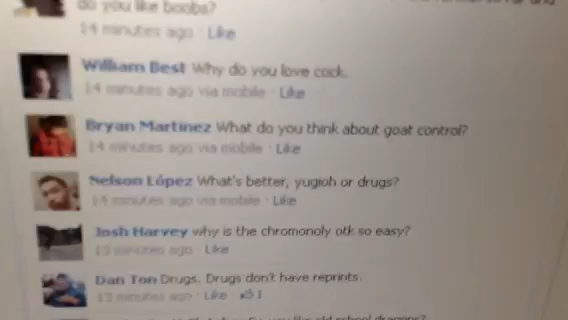 do you like boobs?
14 minutes ago · Like
William Best Why do you love cock.
14 minutes ago via mobile · Like
Bryan Martinez What do you think about goat control?
14 minutes ago via mobile · Like
Nelson López What's better, yugioh or drugs?
14 minutes ago via mobile · Like
Josh Harvey why is the chromonoly otk so easy?
13 minutes ago · Like
Dan Ton Drugs. Drugs don't have reprints.
13 minutes ago · Like · 1